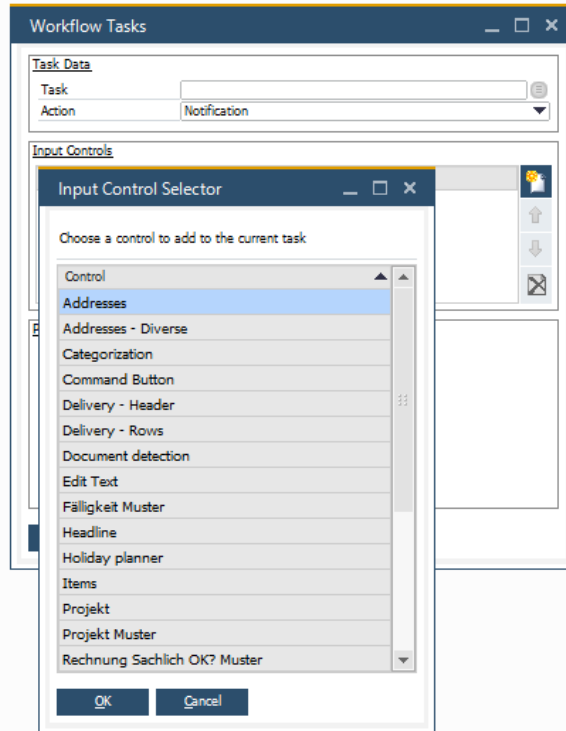 Workflow Tasks
Task Data
Task
Action Notification
Input Controls
Input Control Selector
Choose a control to add to the current task
Control
Addresses
Addresses - Diverse
Categorization
Command Button
Delivery - Header
Delivery - Rows
Document detection
Edit Text
Fälligkeit Muster
Headline
Holiday planner
Items
Projekt
Projekt Muster
Rechnung Sachlich OK? Muster
OK Cancel